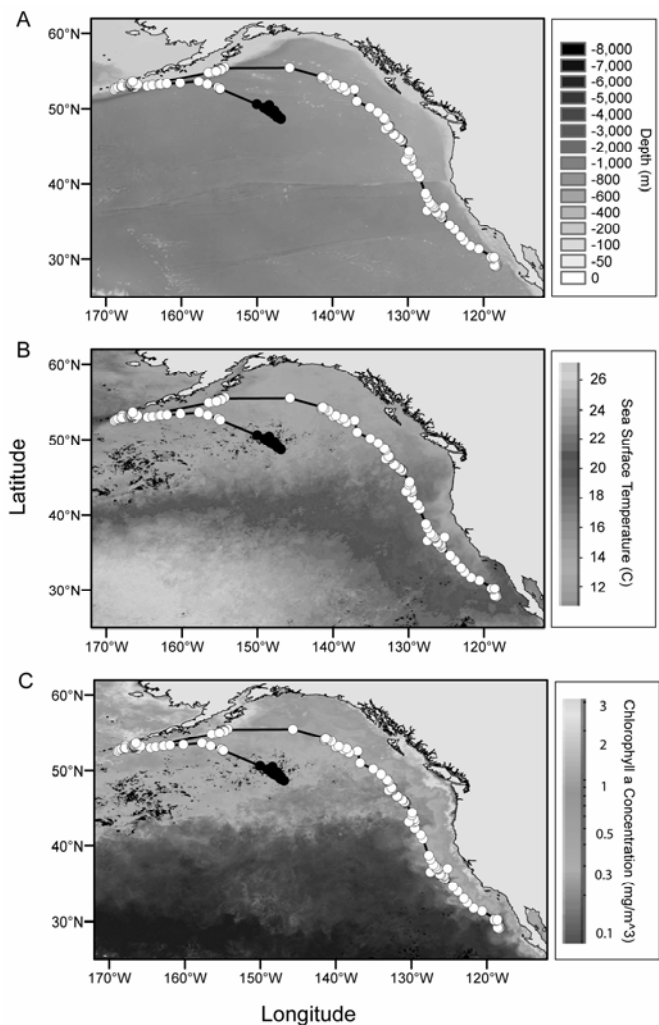 A
60°N
50°N
40°N
30°N
170°W 160°W 150°W 140°W 130°W 120°W
-8,000
-7,000
-6,000
-5,000
-4,000
-3,000
-2,000
-1,000
-800
-600
-400
-200
-100
-50
0
Depth (m)
B
60°N
50°N
40°N
30°N
170°W 160°W 150°W 140°W 130°W 120°W
26
24
22
20
18
16
14
12
Sea Surface Temperature (C)
Latitude
C
60°N
50°N
40°N
30°N
170°W 160°W 150°W 140°W 130°W 120°W
3
2
1
0.5
0.3
0.1
Chlorophyll a Concentration (mg/m^3)
Longitude